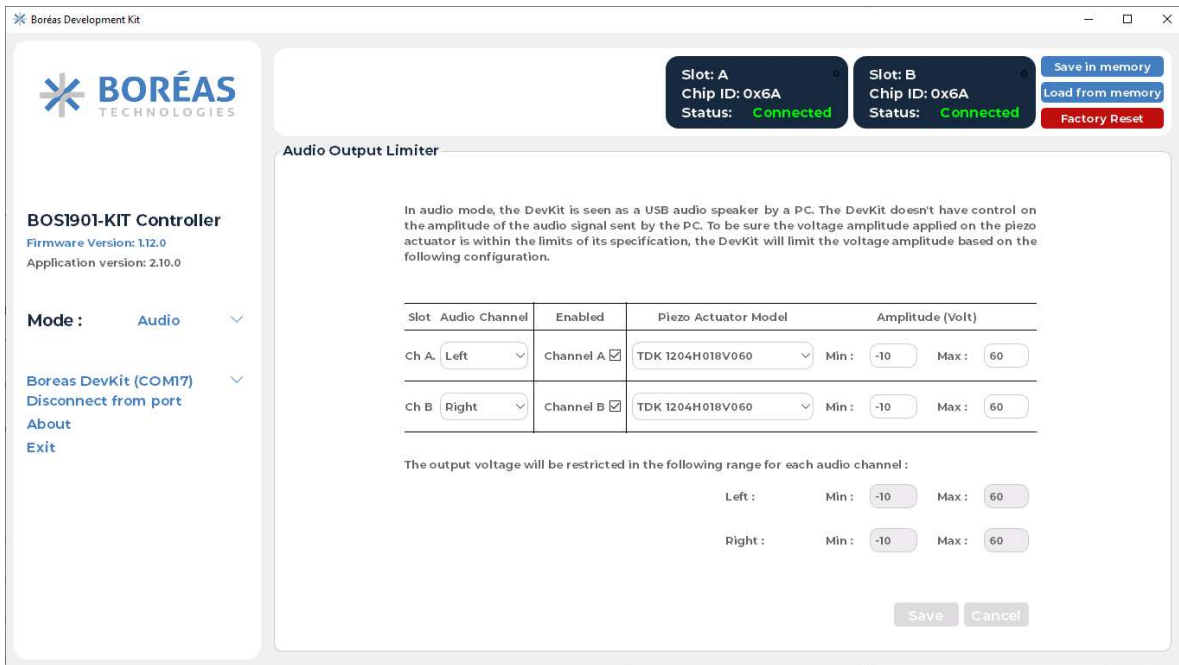 Boréas Development Kit
BORÉAS
TECHNOLOGIES
Slot: A
Chip ID: 0x6A
Status: Connected
Slot: B
Chip ID: 0x6A
Status: Connected
Save in memory
Load from memory
Factory Reset
BOS1901-KIT Controller
Firmware Version: 1.12.0
Application version: 2.10.0
Mode : Audio
Boreas DevKit (COM17)
Disconnect from port
About
Exit
Audio Output Limiter
In audio mode, the DevKit is seen as a USB audio speaker by a PC. The DevKit doesn't have control on
the amplitude of the audio signal sent by the PC. To be sure the voltage amplitude applied on the piezo
actuator is within the limits of its specification, the DevKit will limit the voltage amplitude based on the
following configuration.
Slot Audio Channel Enabled Piezo Actuator Model Amplitude (Volt)
Ch A. Left Channel A TDK 1204H018V060 Min : -10 Max : 60
Ch B Right Channel B TDK 1204H018V060 Min : -10 Max : 60
The output voltage will be restricted in the following range for each audio channel :
Left : Min : -10 Max : 60
Right : Min : -10 Max : 60
Save Cancel